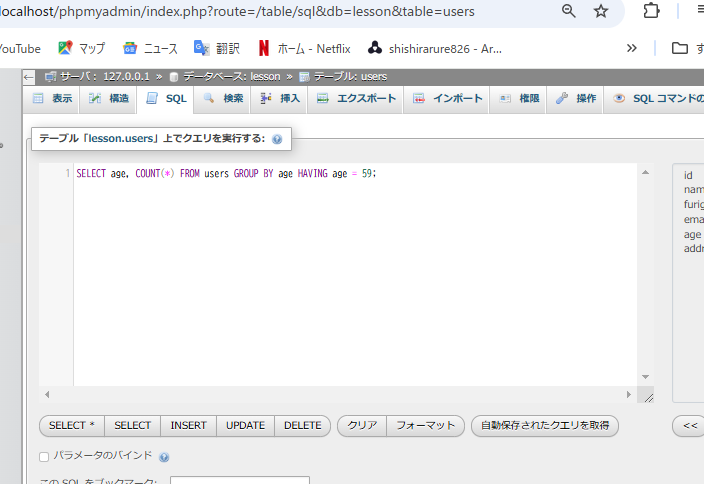 localhost/phpmyadmin/index.php?route=/table/sql&db=lesson&table=users
YouTube マップ ニュース 翻訳 ホーム - Netflix shishirarure826 - Ar... » す
サーバ: 127.0.0.1 » データベース: lesson » テーブル: users
表示 構造 SQL 検索 挿入 エクスポート インポート 権限 操作 SQL コマンドの
テーブル「lesson.users」上でクエリを実行する:
1 SELECT age, COUNT(*) FROM users GROUP BY age HAVING age = 59;
id
nam
furig
ema
age
addr
SELECT * SELECT INSERT UPDATE DELETE クリア フォーマット 自動保存されたクエリを取得 <<
パラメータのバインド
この SQL をブックマーク: